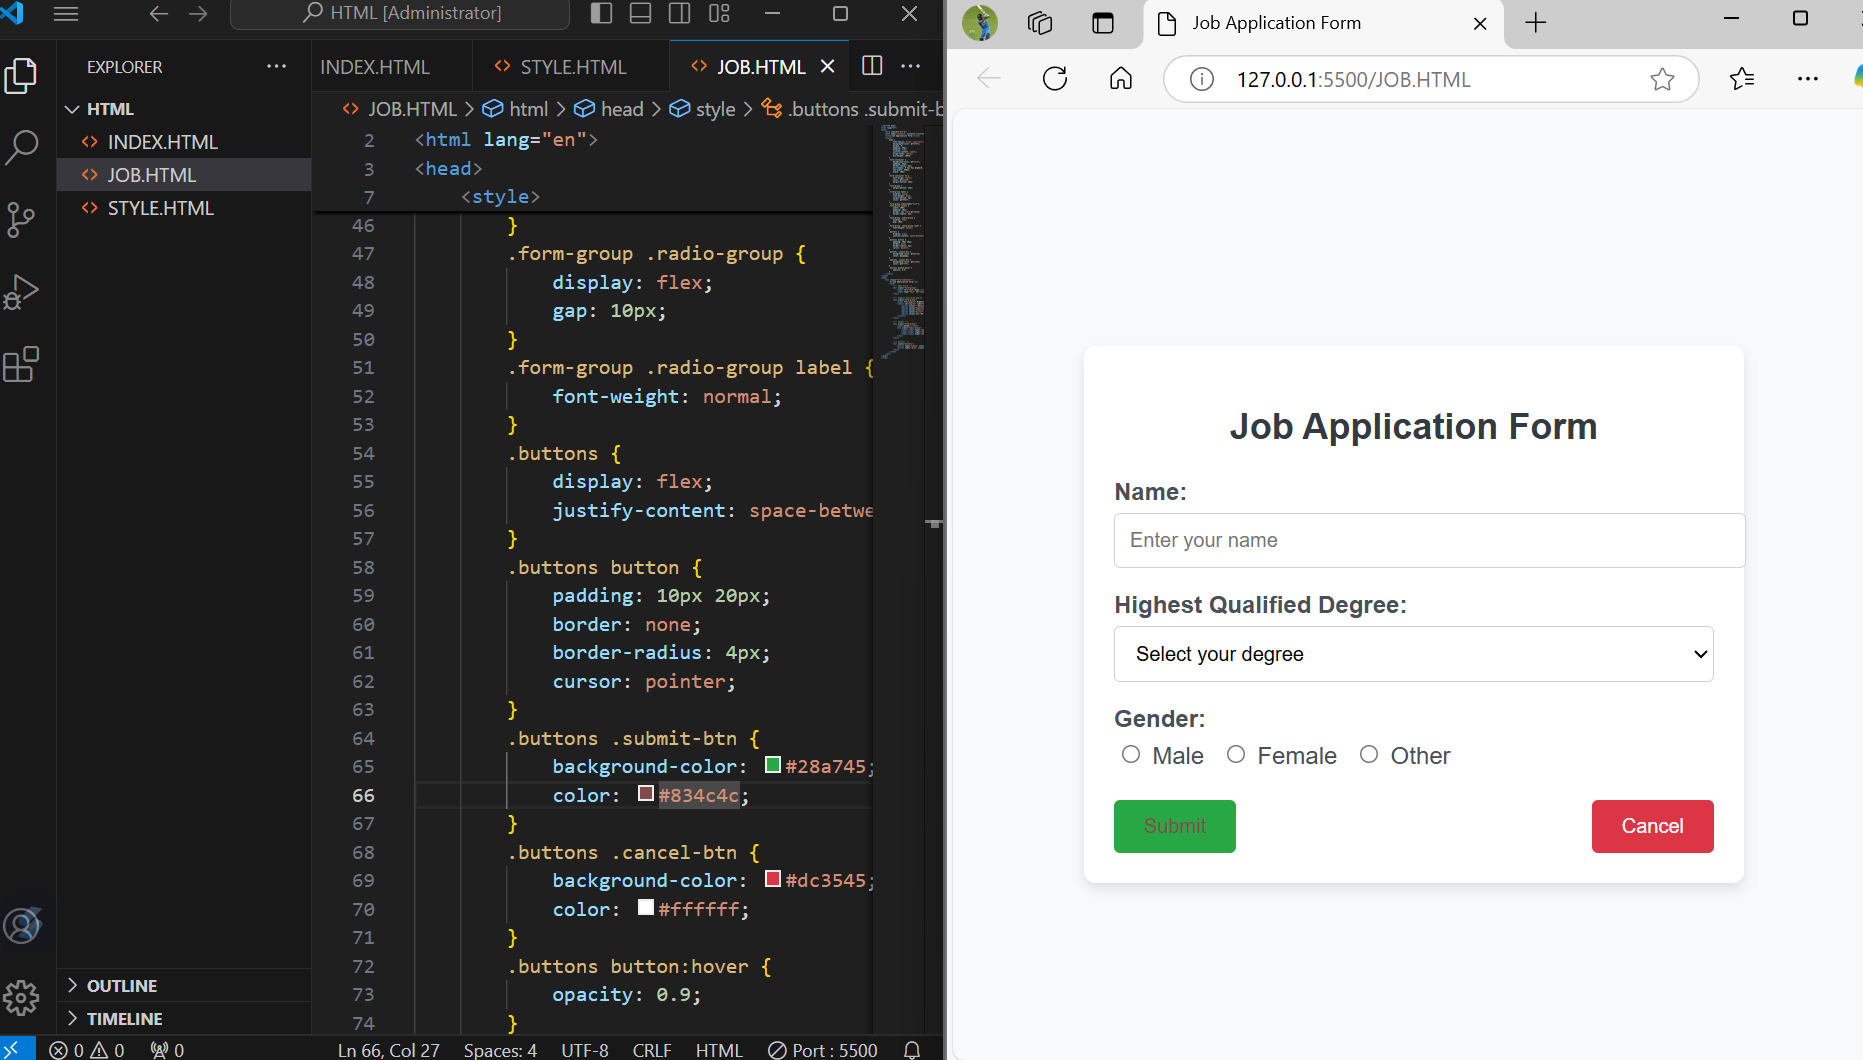 HTML [Administrator]
EXPLORER
HTML
INDEX.HTML
JOB.HTML
STYLE.HTML
OUTLINE
TIMELINE
INDEX.HTML
STYLE.HTML
JOB.HTML
JOB.HTML > html > head > style > .buttons .submit-b
2 <html lang="en">
3 <head>
7 <style>
46 }
47 .form-group .radio-group {
48 display: flex;
49 gap: 10px;
50 }
51 .form-group .radio-group label {
52 font-weight: normal;
53 }
54 .buttons {
55 display: flex;
56 justify-content: space-betwe
57 }
58 .buttons button {
59 padding: 10px 20px;
60 border: none;
61 border-radius: 4px;
62 cursor: pointer;
63 }
64 .buttons .submit-btn {
65 background-color: #28a745;
66 color: #834c4c;
67 }
68 .buttons .cancel-btn {
69 background-color: #dc3545;
70 color: #ffffff;
71 }
72 .buttons button:hover {
73 opacity: 0.9;
74 }
0 0 0 Ln 66, Col 27 Spaces: 4 UTF-8 CRLF HTML Port : 5500
Job Application Form
127.0.0.1:5500/JOB.HTML
Job Application Form
Name:
Enter your name
Highest Qualified Degree:
Select your degree
Gender:
Male Female Other
Submit Cancel